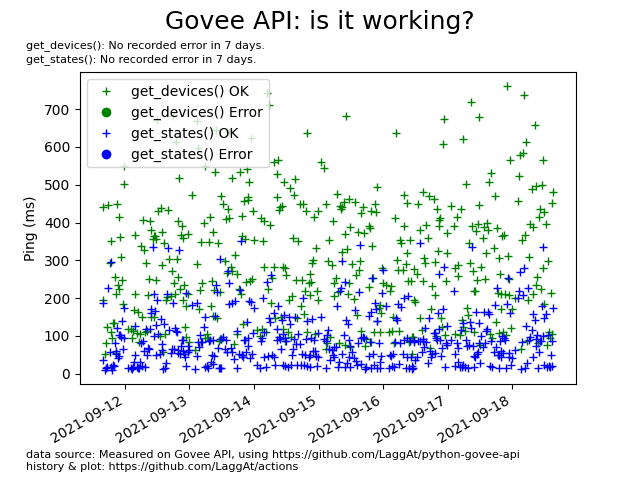 Govee API: is it working?
get_devices(): No recorded error in 7 days.
get_states(): No recorded error in 7 days.
get_devices() OK
get_devices() Error
get_states() OK
get_states() Error
Ping (ms)
700
600
500
400
300
200
100
0
2021-09-12
2021-09-13
2021-09-14
2021-09-15
2021-09-16
2021-09-17
2021-09-18
data source: Measured on Govee API, using https://github.com/LaggAt/python-govee-api
history & plot: https://github.com/LaggAt/actions